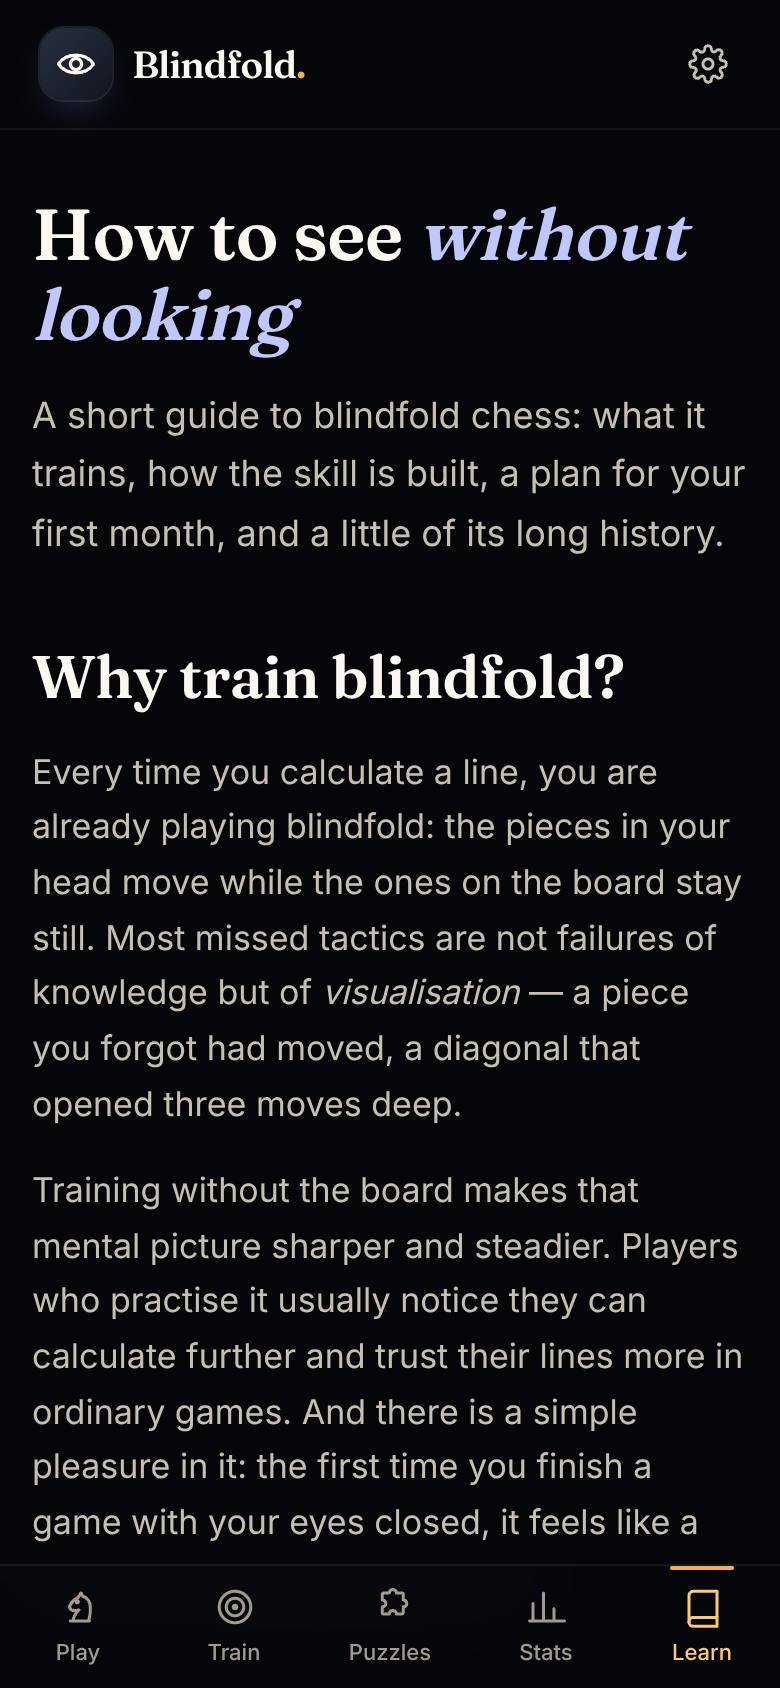 Blindfold.
How to see without
looking
A short guide to blindfold chess: what it
trains, how the skill is built, a plan for your
first month, and a little of its long history.
Why train blindfold?
Every time you calculate a line, you are
already playing blindfold: the pieces in your
head move while the ones on the board stay
still. Most missed tactics are not failures of
knowledge but of visualisation — a piece
you forgot had moved, a diagonal that
opened three moves deep.
Training without the board makes that
mental picture sharper and steadier. Players
who practise it usually notice they can
calculate further and trust their lines more in
ordinary games. And there is a simple
pleasure in it: the first time you finish a
game with your eyes closed, it feels like a
Play Train Puzzles Stats Learn